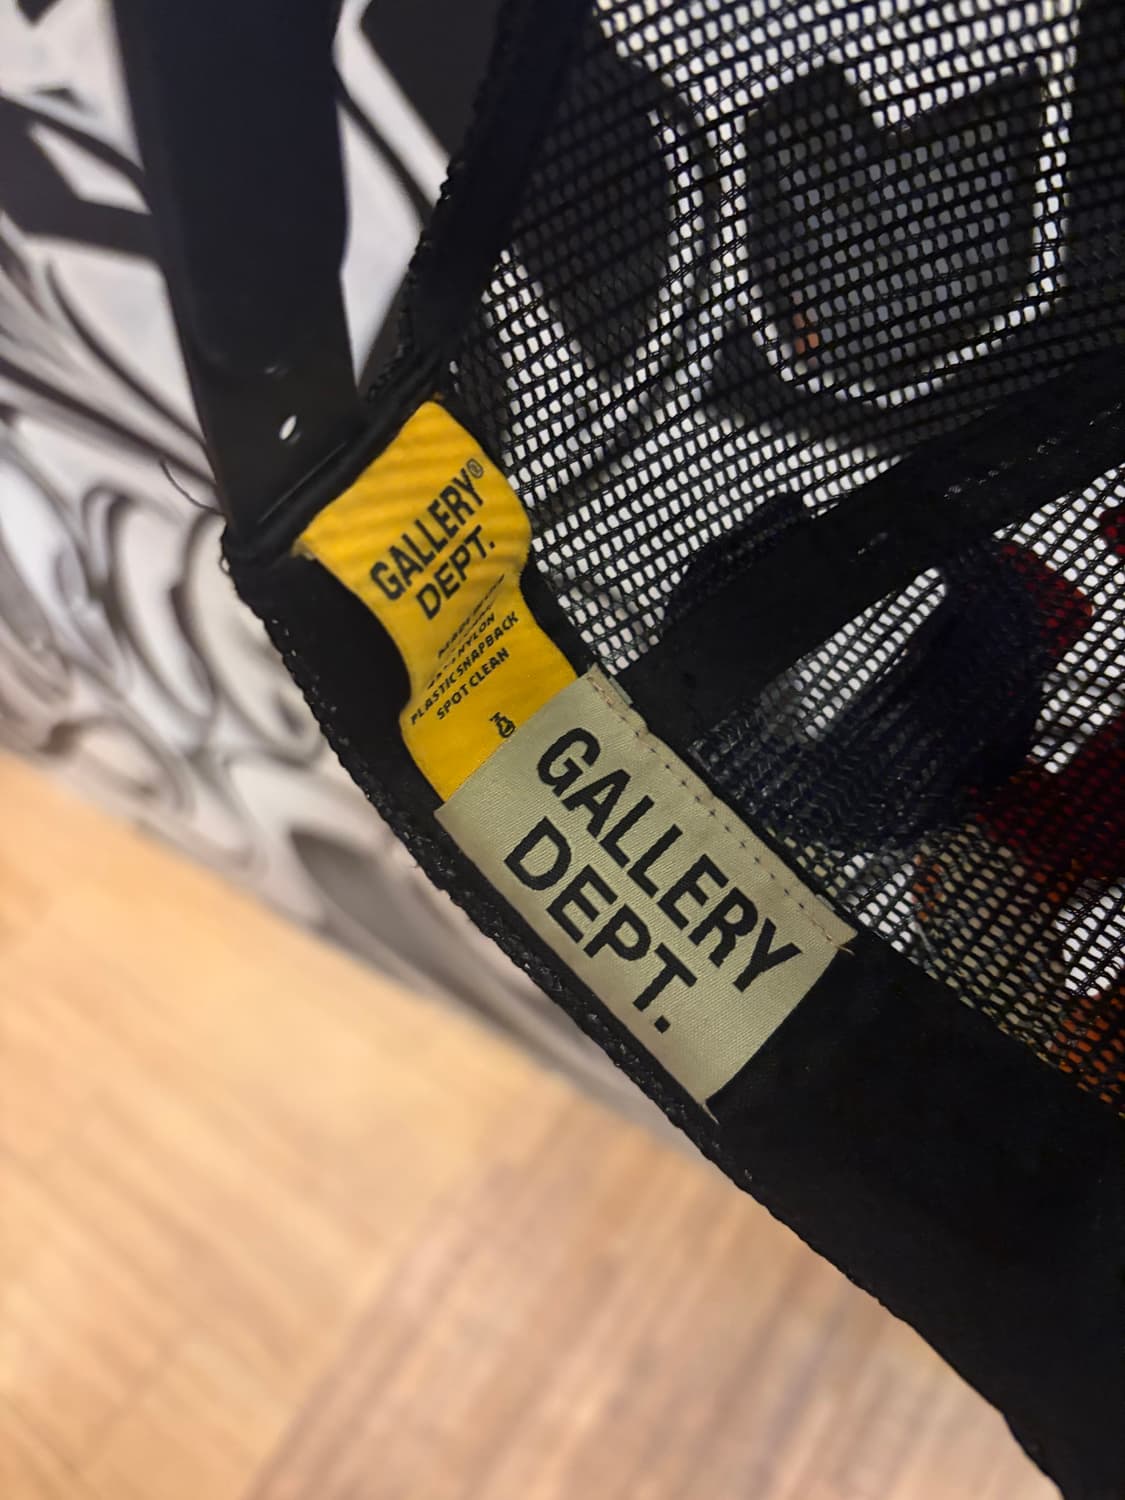 GALLERY®
DEPT.
NYLON
PLASTIC SNAPBACK
SPOT CLEAN
GALLERY
DEPT.